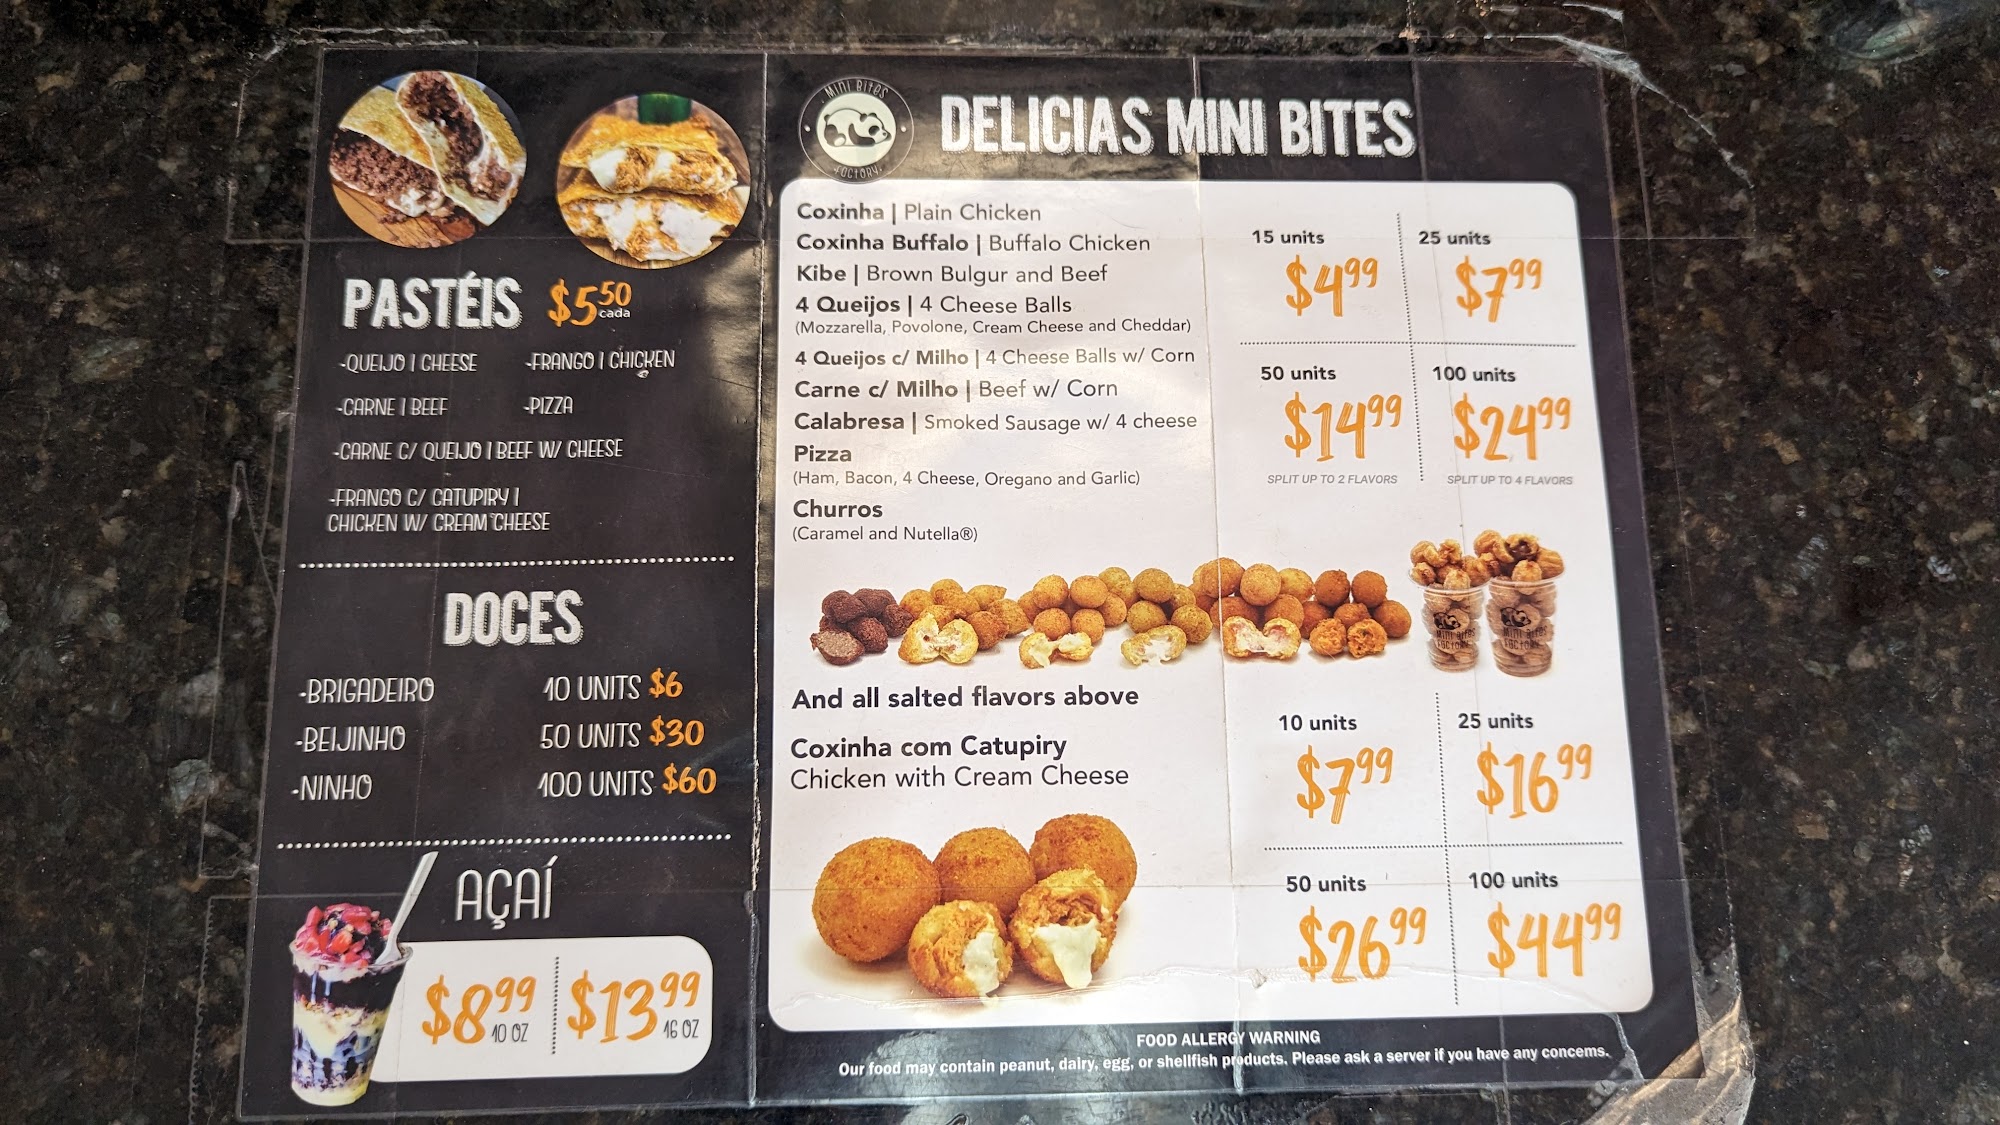 PASTÉIS $5.50 cada
-QUEIJO | CHEESE -FRANGO | CHICKEN
-CARNE | BEEF -PIZZA
-CARNE C/ QUEIJO | BEEF W/ CHEESE
-FRANGO C/ CATUPIRY |
CHICKEN W/ CREAM CHEESE
DOCES
-BRIGADEIRO 10 UNITS $6
-BEIJINHO 50 UNITS $30
-NINHO 100 UNITS $60
AÇAÍ
$8.99 10 OZ $13.99 16 OZ
MINI BITES
FACTORY
DELICIAS MINI BITES
Coxinha | Plain Chicken
Coxinha Buffalo | Buffalo Chicken
Kibe | Brown Bulgur and Beef
4 Queijos | 4 Cheese Balls
(Mozzarella, Povolone, Cream Cheese and Cheddar)
4 Queijos c/ Milho | 4 Cheese Balls w/ Corn
Carne c/ Milho | Beef w/ Corn
Calabresa | Smoked Sausage w/ 4 cheese
Pizza
(Ham, Bacon, 4 Cheese, Oregano and Garlic)
Churros
(Caramel and Nutella®)
15 units 25 units
$4.99 $7.99
50 units 100 units
$14.99 $24.99
SPLIT UP TO 2 FLAVORS SPLIT UP TO 4 FLAVORS
MINI BITES FACTORY MINI BITES FACTORY
And all salted flavors above
Coxinha com Catupiry
Chicken with Cream Cheese
10 units 25 units
$7.99 $16.99
50 units 100 units
$26.99 $44.99
FOOD ALLERGY WARNING
Our food may contain peanut, dairy, egg, or shellfish products. Please ask a server if you have any concems.